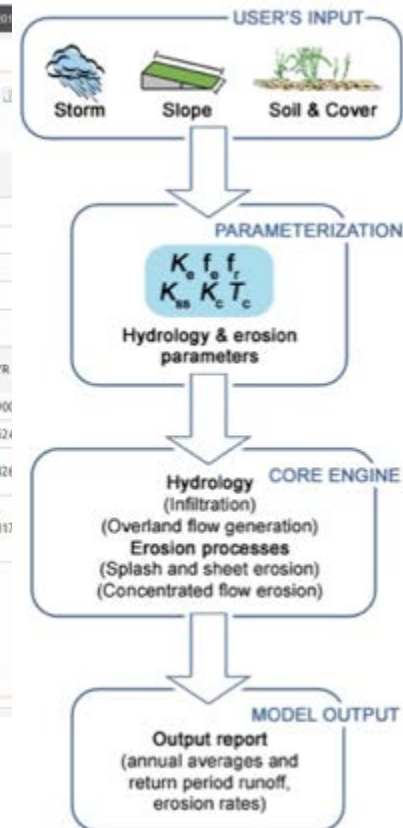 USER'S INPUT
Storm Slope Soil & Cover
PARAMETERIZATION
Ke fe fr
Kss Kc Tc
Hydrology & erosion
parameters
CORE ENGINE
Hydrology
(Infiltration)
(Overland flow generation)
Erosion processes
(Splash and sheet erosion)
(Concentrated flow erosion)
MODEL OUTPUT
Output report
(annual averages and
return period runoff,
erosion rates)